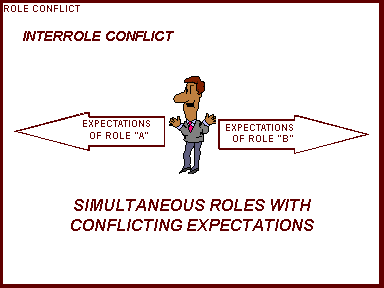 ROLE CONFLICT
INTERROLE CONFLICT
EXPECTATIONS
OF ROLE "A"
EXPECTATIONS
OF ROLE "B"
SIMULTANEOUS ROLES WITH
CONFLICTING EXPECTATIONS